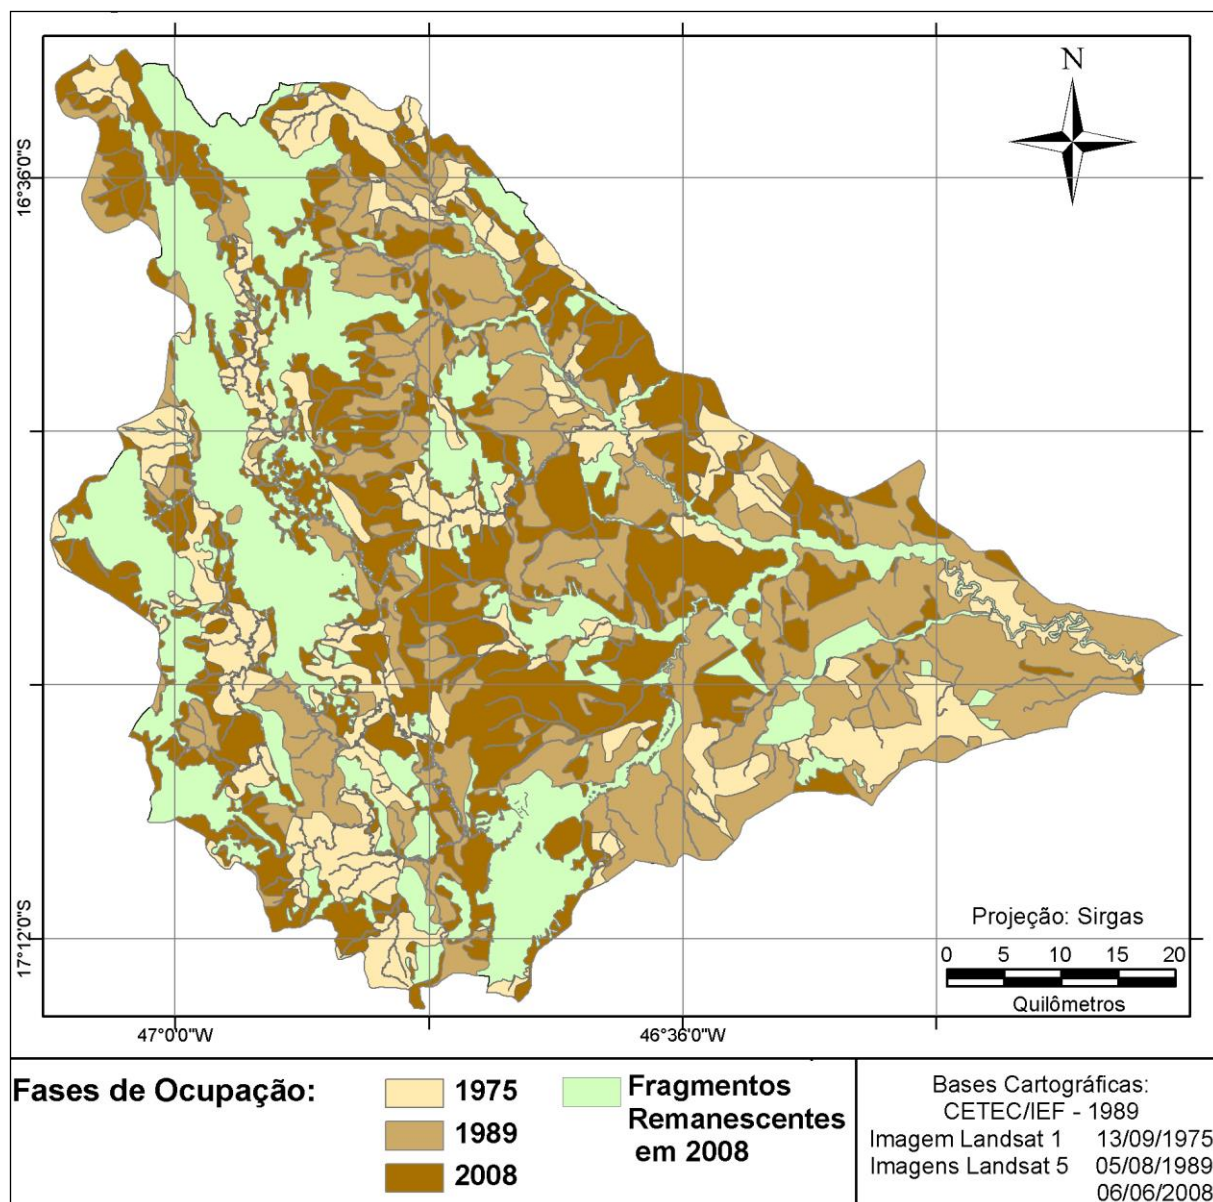 N
16°36'0"S
17°12'0"S
Projeção: Sirgas
0 5 10 15 20
Quilômetros
47°0'0"W
46°36'0"W
Fases de Ocupação:
1975
1989
2008
Fragmentos
Remanescentes
em 2008
Bases Cartográficas:
CETEC/IEF - 1989
Imagem Landsat 1 13/09/1975
Imagens Landsat 5 05/08/1989
06/06/2008